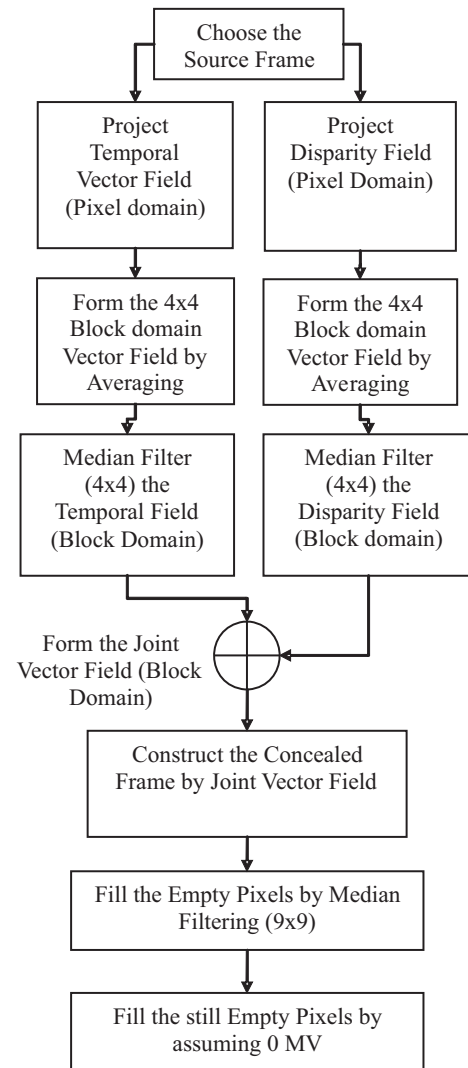 Choose the
Source Frame
Project
Temporal
Vector Field
(Pixel domain)
Project
Disparity Field
(Pixel Domain)
Form the 4x4
Block domain
Vector Field by
Averaging
Form the 4x4
Block domain
Vector Field by
Averaging
Median Filter
(4x4) the
Temporal Field
(Block Domain)
Median Filter
(4x4) the
Disparity Field
(Block domain)
Form the Joint
Vector Field (Block
Domain)
Construct the Concealed
Frame by Joint Vector Field
Fill the Empty Pixels by Median
Filtering (9x9)
Fill the still Empty Pixels by
assuming 0 MV